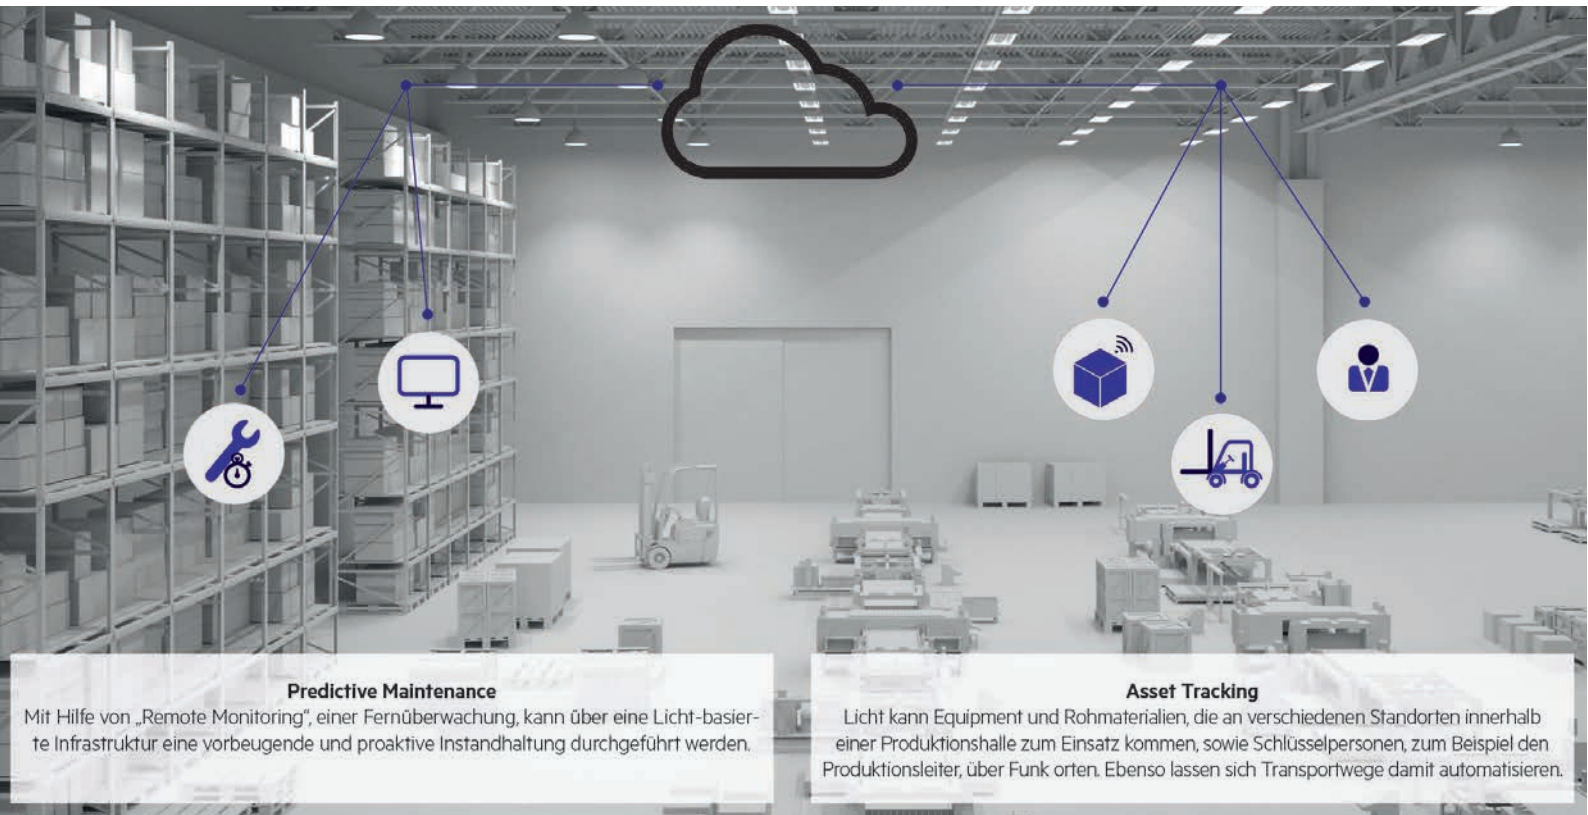 Predictive Maintenance
Mit Hilfe von „Remote Monitoring“, einer Fernüberwachung, kann über eine Licht-basier-
te Infrastruktur eine vorbeugende und proaktive Instandhaltung durchgeführt werden.
Asset Tracking
Licht kann Equipment und Rohmaterialien, die an verschiedenen Standorten innerhalb
einer Produktionshalle zum Einsatz kommen, sowie Schlüsselpersonen, zum Beispiel den
Produktionsleiter, über Funk orten. Ebenso lassen sich Transportwege damit automatisieren.